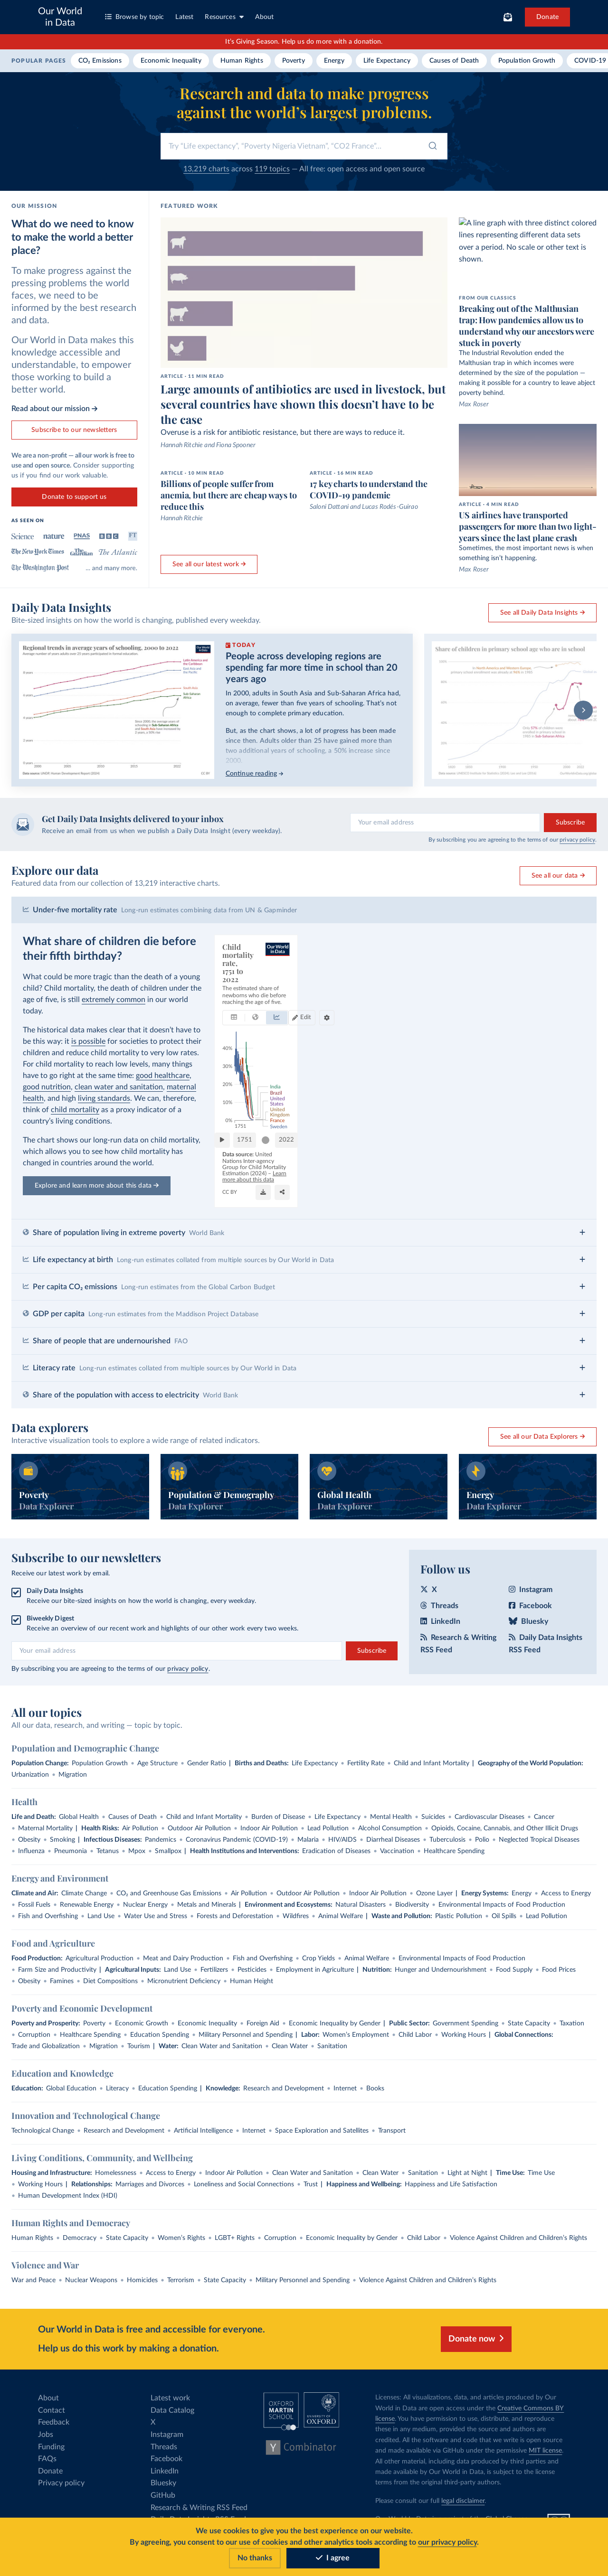 Our World
in Data
Browse by topic
Latest
Resources
About
Donate
It's Giving Season. Help us do more with a donation.
POPULAR PAGES
CO₂ Emissions
Economic Inequality
Human Rights
Poverty
Energy
Life Expectancy
Causes of Death
Population Growth
COVID-19
Research and data to make progress
against the world's largest problems.
Try "Life expectancy", "Poverty Nigeria Vietnam", "CO2 France"...
13,219 charts across 119 topics — All free: open access and open source
OUR MISSION
What do we need to know
to make the world a better
place?
To make progress against the
pressing problems the world
faces, we need to be
informed by the best research
and data.
Our World in Data makes this
knowledge accessible and
understandable, to empower
those working to build a
better world.
Read about our mission →
Subscribe to our newsletters
We are a non-profit — all our work is free to
use and open source. Consider supporting
us if you find our work valuable.
Donate to support us
AS SEEN ON
Science nature PNAS BBC FT
The New York Times The Guardian The Atlantic
The Washington Post ... and many more.
FEATURED WORK
ARTICLE · 11 MIN READ
Large amounts of antibiotics are used in livestock, but
several countries have shown this doesn't have to be
the case
Overuse is a risk for antibiotic resistance, but there are ways to reduce it.
Hannah Ritchie and Fiona Spooner
ARTICLE · 10 MIN READ
Billions of people suffer from
anemia, but there are cheap ways to
reduce this
Hannah Ritchie
ARTICLE · 16 MIN READ
17 key charts to understand the
COVID-19 pandemic
Saloni Dattani and Lucas Rodés-Guirao
See all our latest work →
A line graph with three distinct colored
lines representing different data sets
over a period. No scale or other text is
shown.
FROM OUR CLASSICS
Breaking out of the Malthusian
trap: How pandemics allow us to
understand why our ancestors were
stuck in poverty
The Industrial Revolution ended the
Malthusian trap in which incomes were
determined by the size of the population —
making it possible for a country to leave abject
poverty behind.
Max Roser
ARTICLE · 4 MIN READ
US airlines have transported
passengers for more than two light-
years since the last plane crash
Sometimes, the most important news is when
something isn't happening.
Max Roser
Daily Data Insights
Bite-sized insights on how the world is changing, published every weekday.
See all Daily Data Insights →
Regional trends in average years of schooling, 2000 to 2022
TODAY
People across developing regions are
spending far more time in school than 20
years ago
In 2000, adults in South Asia and Sub-Saharan Africa had,
on average, fewer than five years of schooling. That's not
enough to complete primary education.
But, as the chart shows, a lot of progress has been made
since then. Adults older than 25 have gained more than
two additional years of schooling, a 50% increase since
2000.
Continue reading →
Share of children in primary school age who are in school
Get Daily Data Insights delivered to your inbox
Receive an email from us when we publish a Daily Data Insight (every weekday).
Your email address
Subscribe
By subscribing you are agreeing to the terms of our privacy policy.
Explore our data
Featured data from our collection of 13,219 interactive charts.
See all our data →
Under-five mortality rate Long-run estimates combining data from UN & Gapminder
What share of children die before
their fifth birthday?
What could be more tragic than the death of a young
child? Child mortality, the death of children under the
age of five, is still extremely common in our world
today.
The historical data makes clear that it doesn't have to
be this way: it is possible for societies to protect their
children and reduce child mortality to very low rates.
For child mortality to reach low levels, many things
have to go right at the same time: good healthcare,
good nutrition, clean water and sanitation, maternal
health, and high living standards. We can, therefore,
think of child mortality as a proxy indicator of a
country's living conditions.
The chart shows our long-run data on child mortality,
which allows you to see how child mortality has
changed in countries around the world.
Explore and learn more about this data →
Child
mortality
rate,
1751 to
2022
Our World
in Data
The estimated share of
newborns who die before
reaching the age of five.
Edit
40%
30%
20%
10%
0%
1751
India
Brazil
United
States
United
Kingdom
France
Sweden
1751
2022
Data source: United
Nations Inter-agency
Group for Child Mortality
Estimation (2024) – Learn
more about this data
CC BY
Share of population living in extreme poverty World Bank
Life expectancy at birth Long-run estimates collated from multiple sources by Our World in Data
Per capita CO₂ emissions Long-run estimates from the Global Carbon Budget
GDP per capita Long-run estimates from the Maddison Project Database
Share of people that are undernourished FAO
Literacy rate Long-run estimates collated from multiple sources by Our World in Data
Share of the population with access to electricity World Bank
Data explorers
Interactive visualization tools to explore a wide range of related indicators.
See all our Data Explorers →
Poverty
Data Explorer
Population & Demography
Data Explorer
Global Health
Data Explorer
Energy
Data Explorer
Subscribe to our newsletters
Receive our latest work by email.
Daily Data Insights
Receive our bite-sized insights on how the world is changing, every weekday.
Biweekly Digest
Receive an overview of our recent work and highlights of our other work every two weeks.
Your email address
Subscribe
By subscribing you are agreeing to the terms of our privacy policy.
Follow us
X
Instagram
Threads
Facebook
LinkedIn
Bluesky
Research & Writing
RSS Feed
Daily Data Insights
RSS Feed
All our topics
All our data, research, and writing — topic by topic.
Population and Demographic Change
Population Change: Population Growth • Age Structure • Gender Ratio | Births and Deaths: Life Expectancy • Fertility Rate • Child and Infant Mortality | Geography of the World Population:
Urbanization • Migration
Health
Life and Death: Global Health • Causes of Death • Child and Infant Mortality • Burden of Disease • Life Expectancy • Mental Health • Suicides • Cardiovascular Diseases • Cancer
• Maternal Mortality | Health Risks: Air Pollution • Outdoor Air Pollution • Indoor Air Pollution • Lead Pollution • Alcohol Consumption • Opioids, Cocaine, Cannabis, and Other Illicit Drugs
• Obesity • Smoking | Infectious Diseases: Pandemics • Coronavirus Pandemic (COVID-19) • Malaria • HIV/AIDS • Diarrheal Diseases • Tuberculosis • Polio • Neglected Tropical Diseases
• Influenza • Pneumonia • Tetanus • Mpox • Smallpox | Health Institutions and Interventions: Eradication of Diseases • Vaccination • Healthcare Spending
Energy and Environment
Climate and Air: Climate Change • CO₂ and Greenhouse Gas Emissions • Air Pollution • Outdoor Air Pollution • Indoor Air Pollution • Ozone Layer | Energy Systems: Energy • Access to Energy
• Fossil Fuels • Renewable Energy • Nuclear Energy • Metals and Minerals | Environment and Ecosystems: Natural Disasters • Biodiversity • Environmental Impacts of Food Production
• Fish and Overfishing • Land Use • Water Use and Stress • Forests and Deforestation • Wildfires • Animal Welfare | Waste and Pollution: Plastic Pollution • Oil Spills • Lead Pollution
Food and Agriculture
Food Production: Agricultural Production • Meat and Dairy Production • Fish and Overfishing • Crop Yields • Animal Welfare • Environmental Impacts of Food Production
• Farm Size and Productivity | Agricultural Inputs: Land Use • Fertilizers • Pesticides • Employment in Agriculture | Nutrition: Hunger and Undernourishment • Food Supply • Food Prices
• Obesity • Famines • Diet Compositions • Micronutrient Deficiency • Human Height
Poverty and Economic Development
Poverty and Prosperity: Poverty • Economic Growth • Economic Inequality • Foreign Aid • Economic Inequality by Gender | Public Sector: Government Spending • State Capacity • Taxation
• Corruption • Healthcare Spending • Education Spending • Military Personnel and Spending | Labor: Women's Employment • Child Labor • Working Hours | Global Connections:
Trade and Globalization • Migration • Tourism | Water: Clean Water and Sanitation • Clean Water • Sanitation
Education and Knowledge
Education: Global Education • Literacy • Education Spending | Knowledge: Research and Development • Internet • Books
Innovation and Technological Change
Technological Change • Research and Development • Artificial Intelligence • Internet • Space Exploration and Satellites • Transport
Living Conditions, Community, and Wellbeing
Housing and Infrastructure: Homelessness • Access to Energy • Indoor Air Pollution • Clean Water and Sanitation • Clean Water • Sanitation • Light at Night | Time Use: Time Use
• Working Hours | Relationships: Marriages and Divorces • Loneliness and Social Connections • Trust | Happiness and Wellbeing: Happiness and Life Satisfaction
• Human Development Index (HDI)
Human Rights and Democracy
Human Rights • Democracy • State Capacity • Women's Rights • LGBT+ Rights • Corruption • Economic Inequality by Gender • Child Labor • Violence Against Children and Children's Rights
Violence and War
War and Peace • Nuclear Weapons • Homicides • Terrorism • State Capacity • Military Personnel and Spending • Violence Against Children and Children's Rights
Our World in Data is free and accessible for everyone.
Help us do this work by making a donation.
Donate now
About
Contact
Feedback
Jobs
Funding
FAQs
Donate
Privacy policy
Latest work
Data Catalog
X
Instagram
Threads
Facebook
LinkedIn
Bluesky
GitHub
Research & Writing RSS Feed
OXFORD
MARTIN
SCHOOL
UNIVERSITY OF
OXFORD
Y Combinator
Licenses: All visualizations, data, and articles produced by Our
World in Data are open access under the Creative Commons BY
license. You have permission to use, distribute, and reproduce
these in any medium, provided the source and authors are
credited. All the software and code that we write is open source
and made available via GitHub under the permissive MIT license.
All other material, including data produced by third parties and
made available by Our World in Data, is subject to the license
terms from the original third-party authors.
Please consult our full legal disclaimer.
We use cookies to give you the best experience on our website.
By agreeing, you consent to our use of cookies and other analytics tools according to our privacy policy.
No thanks
I agree